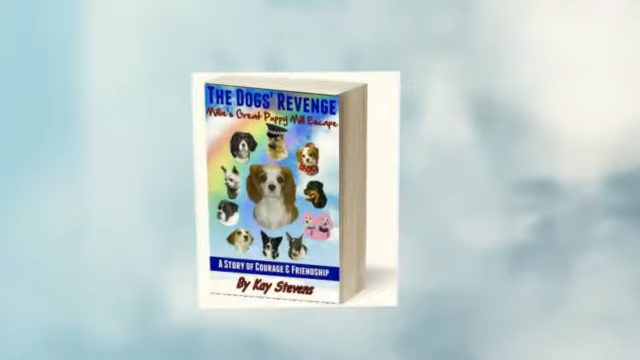 THE DOGS' REVENGE
Millie's Great Puppy Mill Escape
A STORY OF COURAGE & FRIENDSHIP
By Kay Stevens